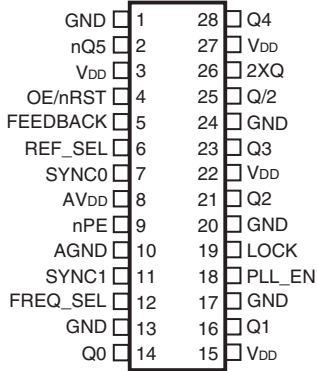 GND 1 28 Q4
nQ5 2 27 VDD
VDD 3 26 2XQ
OE/nRST 4 25 Q/2
FEEDBACK 5 24 GND
REF_SEL 6 23 Q3
SYNC0 7 22 VDD
AVDD 8 21 Q2
nPE 9 20 GND
AGND 10 19 LOCK
SYNC1 11 18 PLL_EN
FREQ_SEL 12 17 GND
GND 13 16 Q1
Q0 14 15 VDD